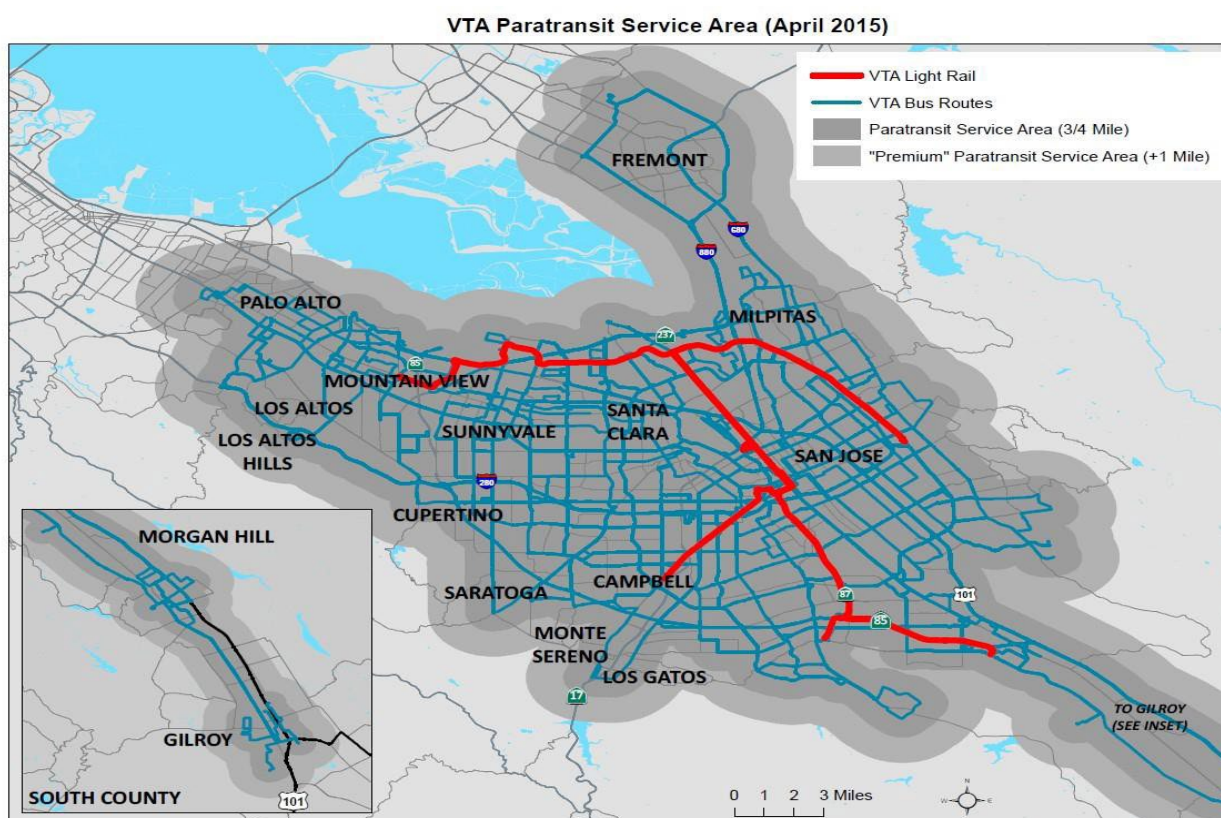 VTA Paratransit Service Area (April 2015)
VTA Light Rail
VTA Bus Routes
Paratransit Service Area (3/4 Mile)
"Premium" Paratransit Service Area (+1 Mile)
FREMONT
680
880
PALO ALTO
MILPITAS
237
85
MOUNTAIN VIEW
LOS ALTOS
SANTA
CLARA
SUNNYVALE
LOS ALTOS
HILLS
SAN JOSE
280
CUPERTINO
SARATOGA
CAMPBELL
87
101
85
MONTE
SERENO
LOS GATOS
17
TO GILROY
(SEE INSET)
MORGAN HILL
GILROY
SOUTH COUNTY
101
0 1 2 3 Miles
N
W E
S